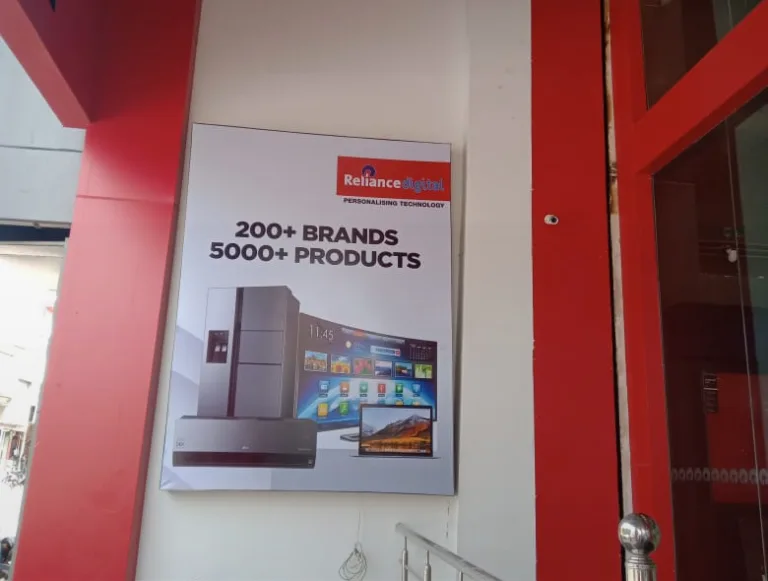 Reliance digital
PERSONALISING TECHNOLOGY
200+ BRANDS
5000+ PRODUCTS
11:45